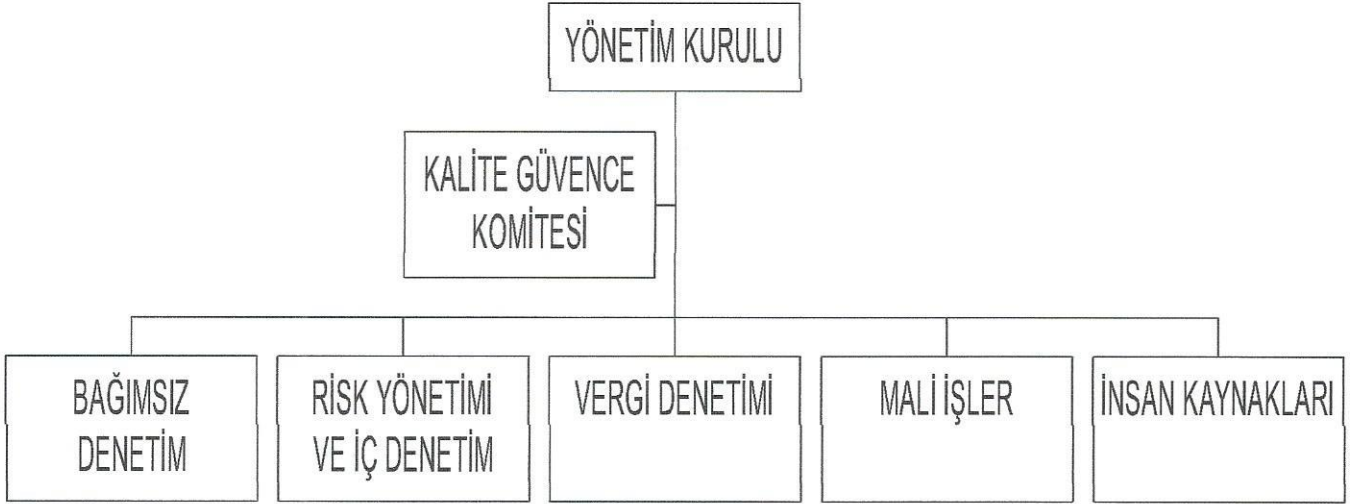 YÖNETİM KURULU
KALİTE GÜVENCE
KOMİTESİ
BAĞIMSIZ
DENETİM
RİSK YÖNETİMİ
VE İÇ DENETİM
VERGİ DENETİMİ
MALİ İŞLER
İNSAN KAYNAKLARI